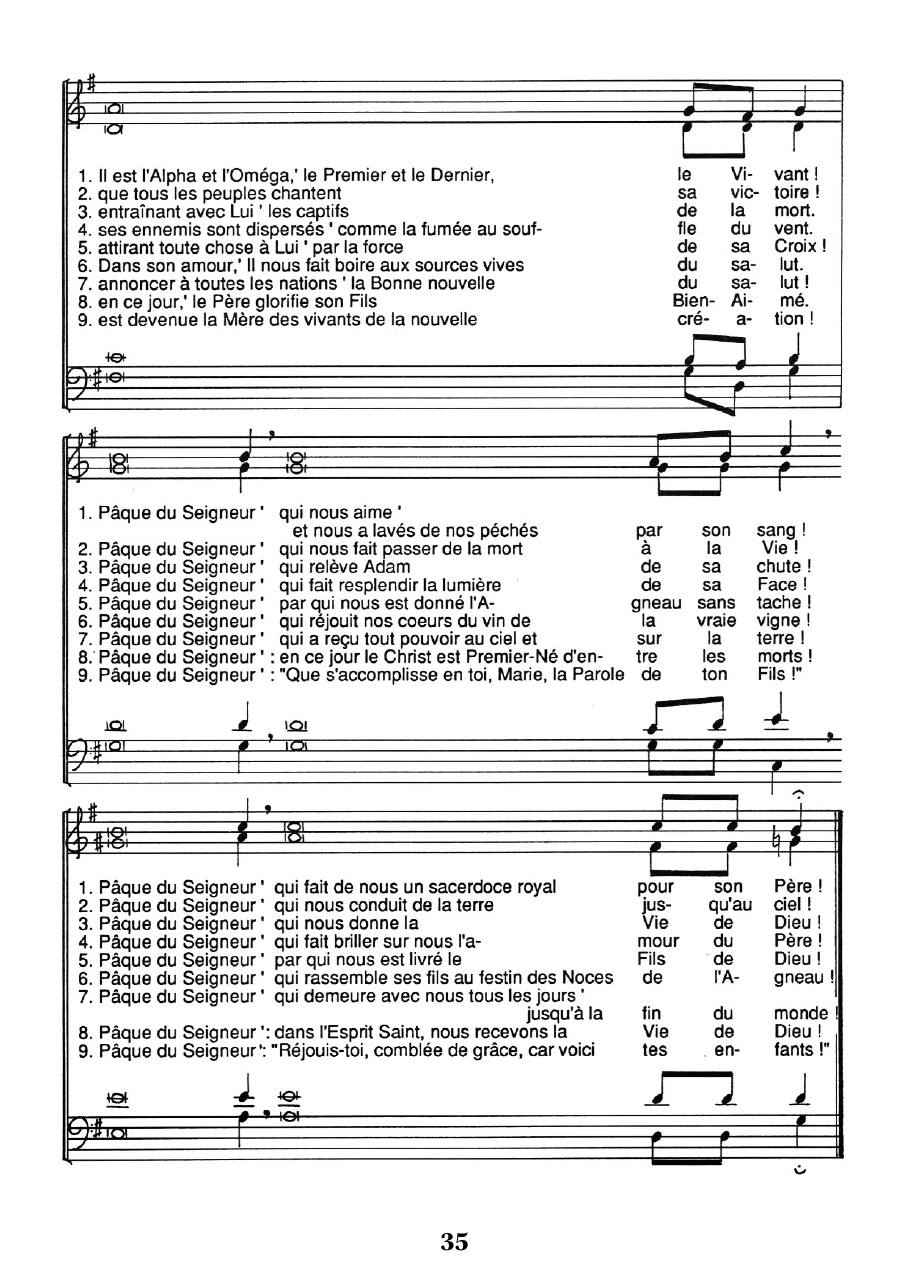 1. Il est l'Alpha et l'Oméga,' le Premier et le Dernier, le Vi- vant !
2. que tous les peuples chantent sa vic- toire !
3. entraînant avec Lui ' les captifs de la mort.
4. ses ennemis sont dispersés ' comme la fumée au souf- fle du vent.
5. attirant toute chose à Lui ' par la force de sa Croix !
6. Dans son amour,' Il nous fait boire aux sources vives du sa- lut.
7. annoncer à toutes les nations ' la Bonne nouvelle du sa- lut !
8. en ce jour,' le Père glorifie son Fils Bien- Ai- mé.
9. est devenue la Mère des vivants de la nouvelle cré- a- tion !
1. Pâque du Seigneur ' qui nous aime '
et nous a lavés de nos péchés par son sang !
2. Pâque du Seigneur ' qui nous fait passer de la mort à la Vie !
3. Pâque du Seigneur ' qui relève Adam de sa chute !
4. Pâque du Seigneur ' qui fait resplendir la lumière de sa Face !
5. Pâque du Seigneur ' par qui nous est donné l'A- gneau sans tache !
6. Pâque du Seigneur ' qui réjouit nos coeurs du vin de la vraie vigne !
7. Pâque du Seigneur ' qui a reçu tout pouvoir au ciel et sur la terre !
8. Pâque du Seigneur ' : en ce jour le Christ est Premier-Né d'en- tre les morts !
9. Pâque du Seigneur ' : "Que s'accomplisse en toi, Marie, la Parole de ton Fils !"
1. Pâque du Seigneur ' qui fait de nous un sacerdoce royal pour son Père !
2. Pâque du Seigneur ' qui nous conduit de la terre jus- qu'au ciel !
3. Pâque du Seigneur ' qui nous donne la Vie de Dieu !
4. Pâque du Seigneur ' qui fait briller sur nous l'a- mour du Père !
5. Pâque du Seigneur ' par qui nous est livré le Fils de Dieu !
6. Pâque du Seigneur ' qui rassemble ses fils au festin des Noces de l'A- gneau !
7. Pâque du Seigneur ' qui demeure avec nous tous les jours '
jusqu'à la fin du monde !
8. Pâque du Seigneur ': dans l'Esprit Saint, nous recevons la Vie de Dieu !
9. Pâque du Seigneur ': "Réjouis-toi, comblée de grâce, car voici tes en- fants !"
35